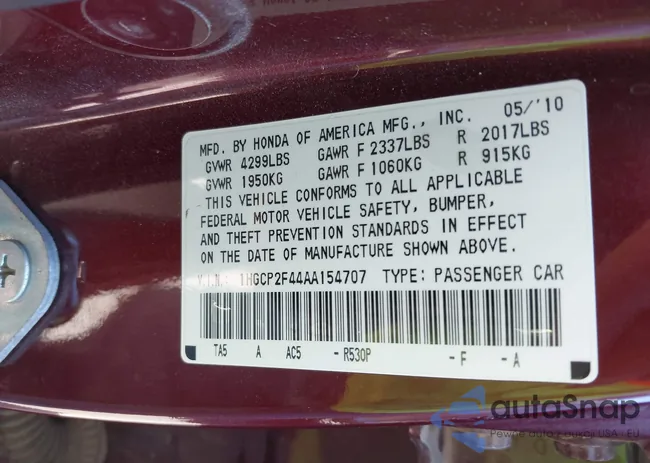 MFD. BY HONDA OF AMERICA MFG., INC. 05/'10
GVWR 4299LBS GAWR F 2337LBS R 2017LBS
GVWR 1950KG GAWR F 1060KG R 915KG
THIS VEHICLE CONFORMS TO ALL APPLICABLE
FEDERAL MOTOR VEHICLE SAFETY, BUMPER,
AND THEFT PREVENTION STANDARDS IN EFFECT
ON THE DATE OF MANUFACTURE SHOWN ABOVE.
V.I.N.: 1HGCP2F44AA154707 TYPE: PASSENGER CAR
TA5 A AC5 -R530P -F -A
autoSnap